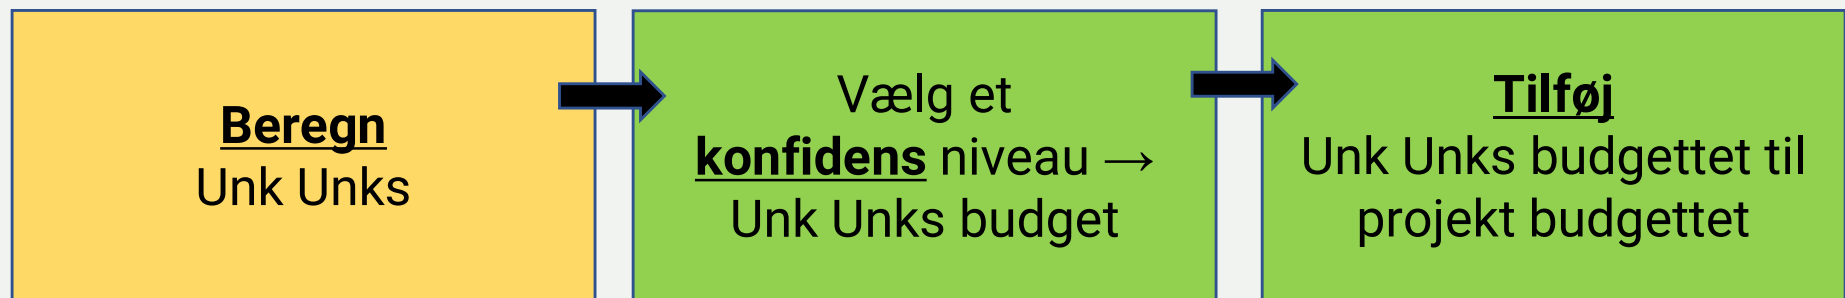 Beregn
Unk Unks
Vælg et
konfidens niveau →
Unk Unks budget
Tilføj
Unk Unks budgettet til
projekt budgettet